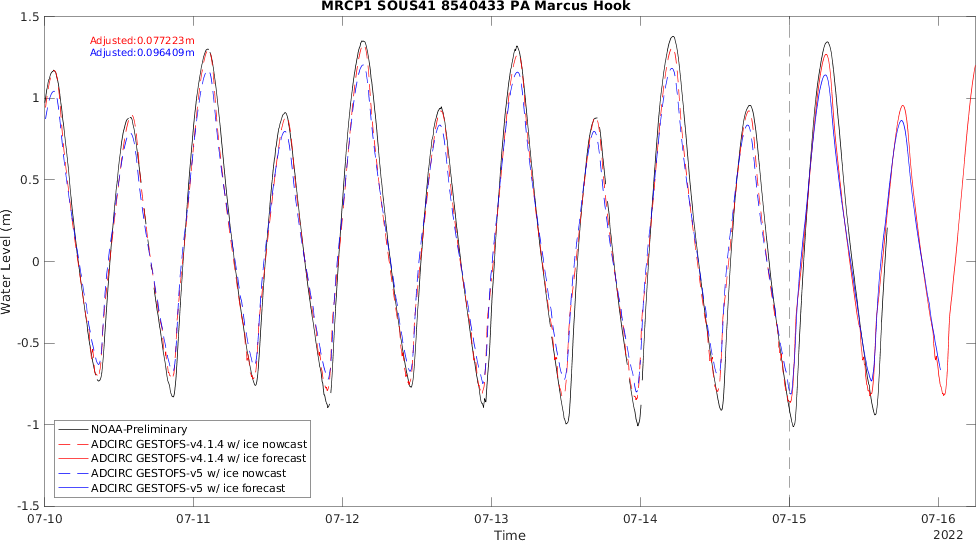 MRCP1 SOUS41 8540433 PA Marcus Hook
Adjusted:0.077223m
Adjusted:0.096409m
1.5
1
0.5
0
-0.5
-1
-1.5
Water Level (m)
NOAA-Preliminary
ADCIRC GESTOFS-v4.1.4 w/ ice nowcast
ADCIRC GESTOFS-v4.1.4 w/ ice forecast
ADCIRC GESTOFS-v5 w/ ice nowcast
ADCIRC GESTOFS-v5 w/ ice forecast
07-10 07-11 07-12 07-13 07-14 07-15 07-16
Time
2022